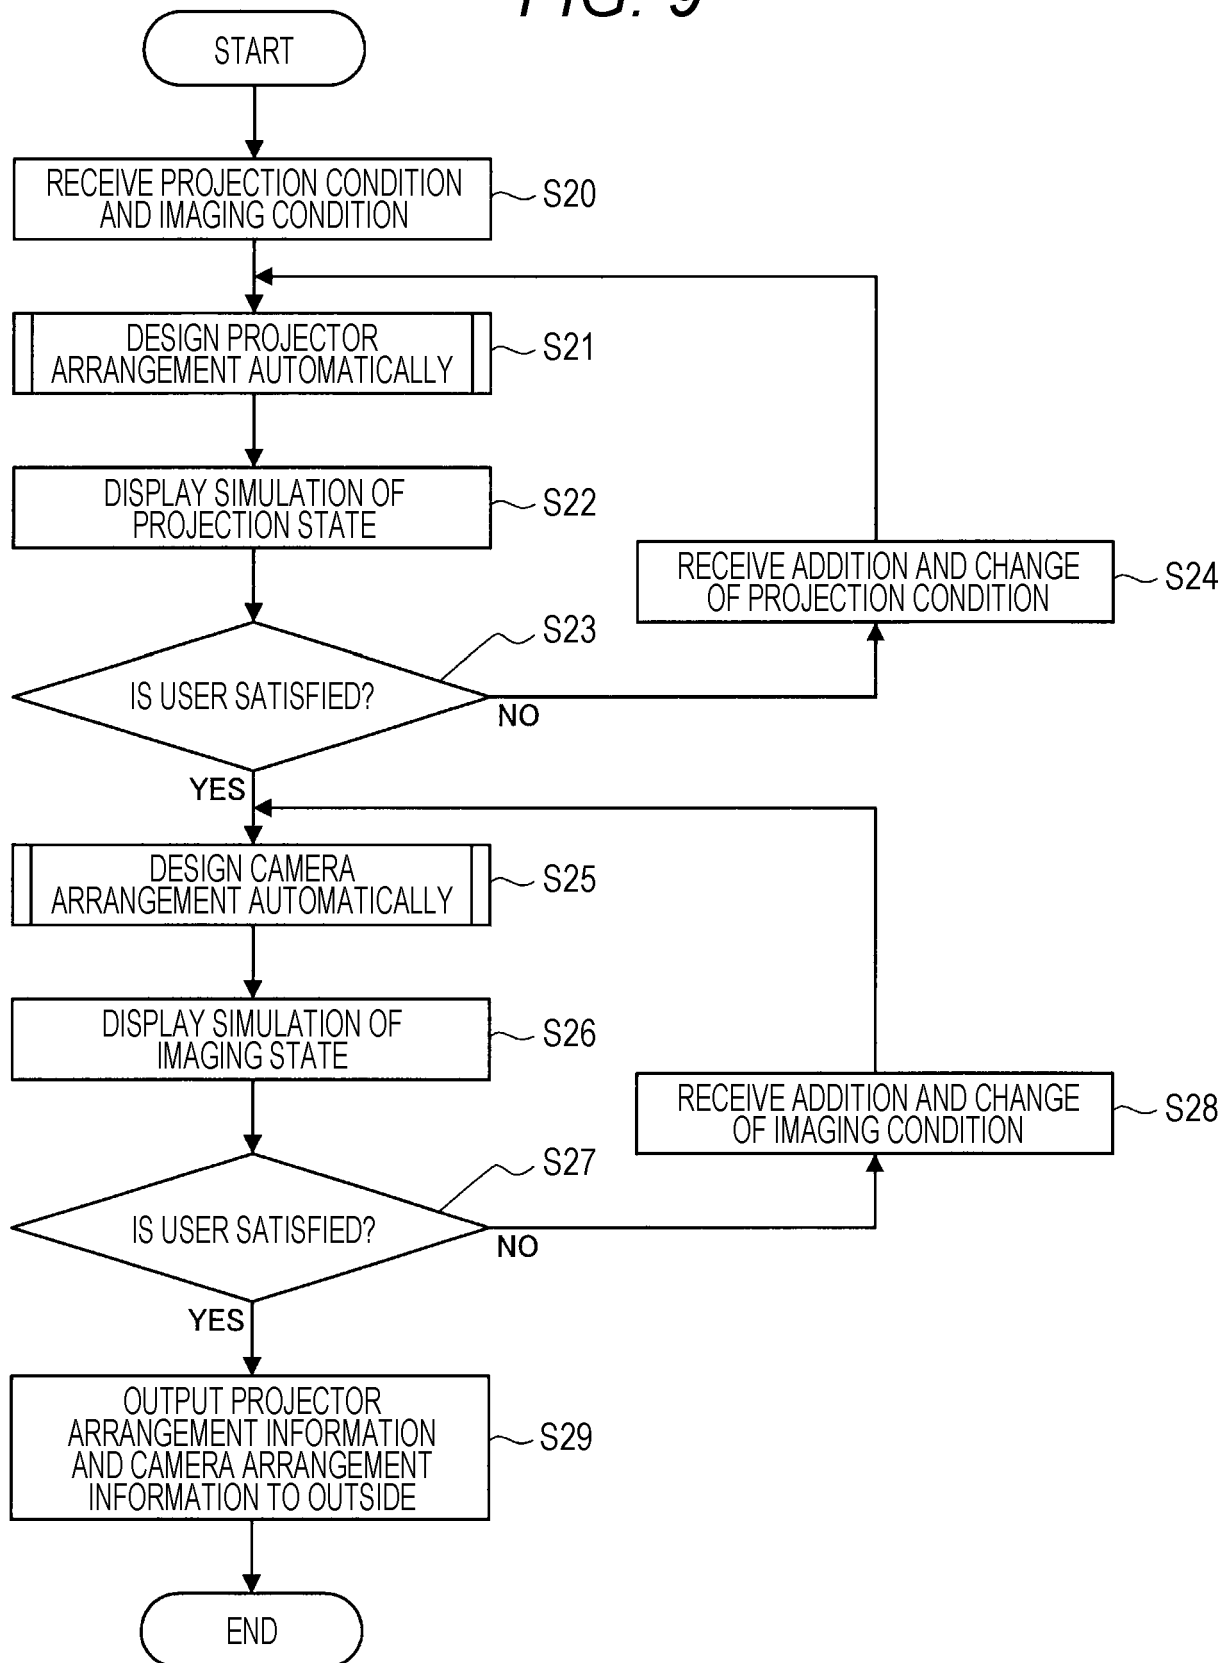 FIG. 9
START
RECEIVE PROJECTION CONDITION
AND IMAGING CONDITION
S20
DESIGN PROJECTOR
ARRANGEMENT AUTOMATICALLY
S21
DISPLAY SIMULATION OF
PROJECTION STATE
S22
RECEIVE ADDITION AND CHANGE
OF PROJECTION CONDITION
S24
S23
IS USER SATISFIED?
NO
YES
DESIGN CAMERA
ARRANGEMENT AUTOMATICALLY
S25
DISPLAY SIMULATION OF
IMAGING STATE
S26
RECEIVE ADDITION AND CHANGE
OF IMAGING CONDITION
S28
S27
IS USER SATISFIED?
NO
YES
OUTPUT PROJECTOR
ARRANGEMENT INFORMATION
AND CAMERA ARRANGEMENT
INFORMATION TO OUTSIDE
S29
END